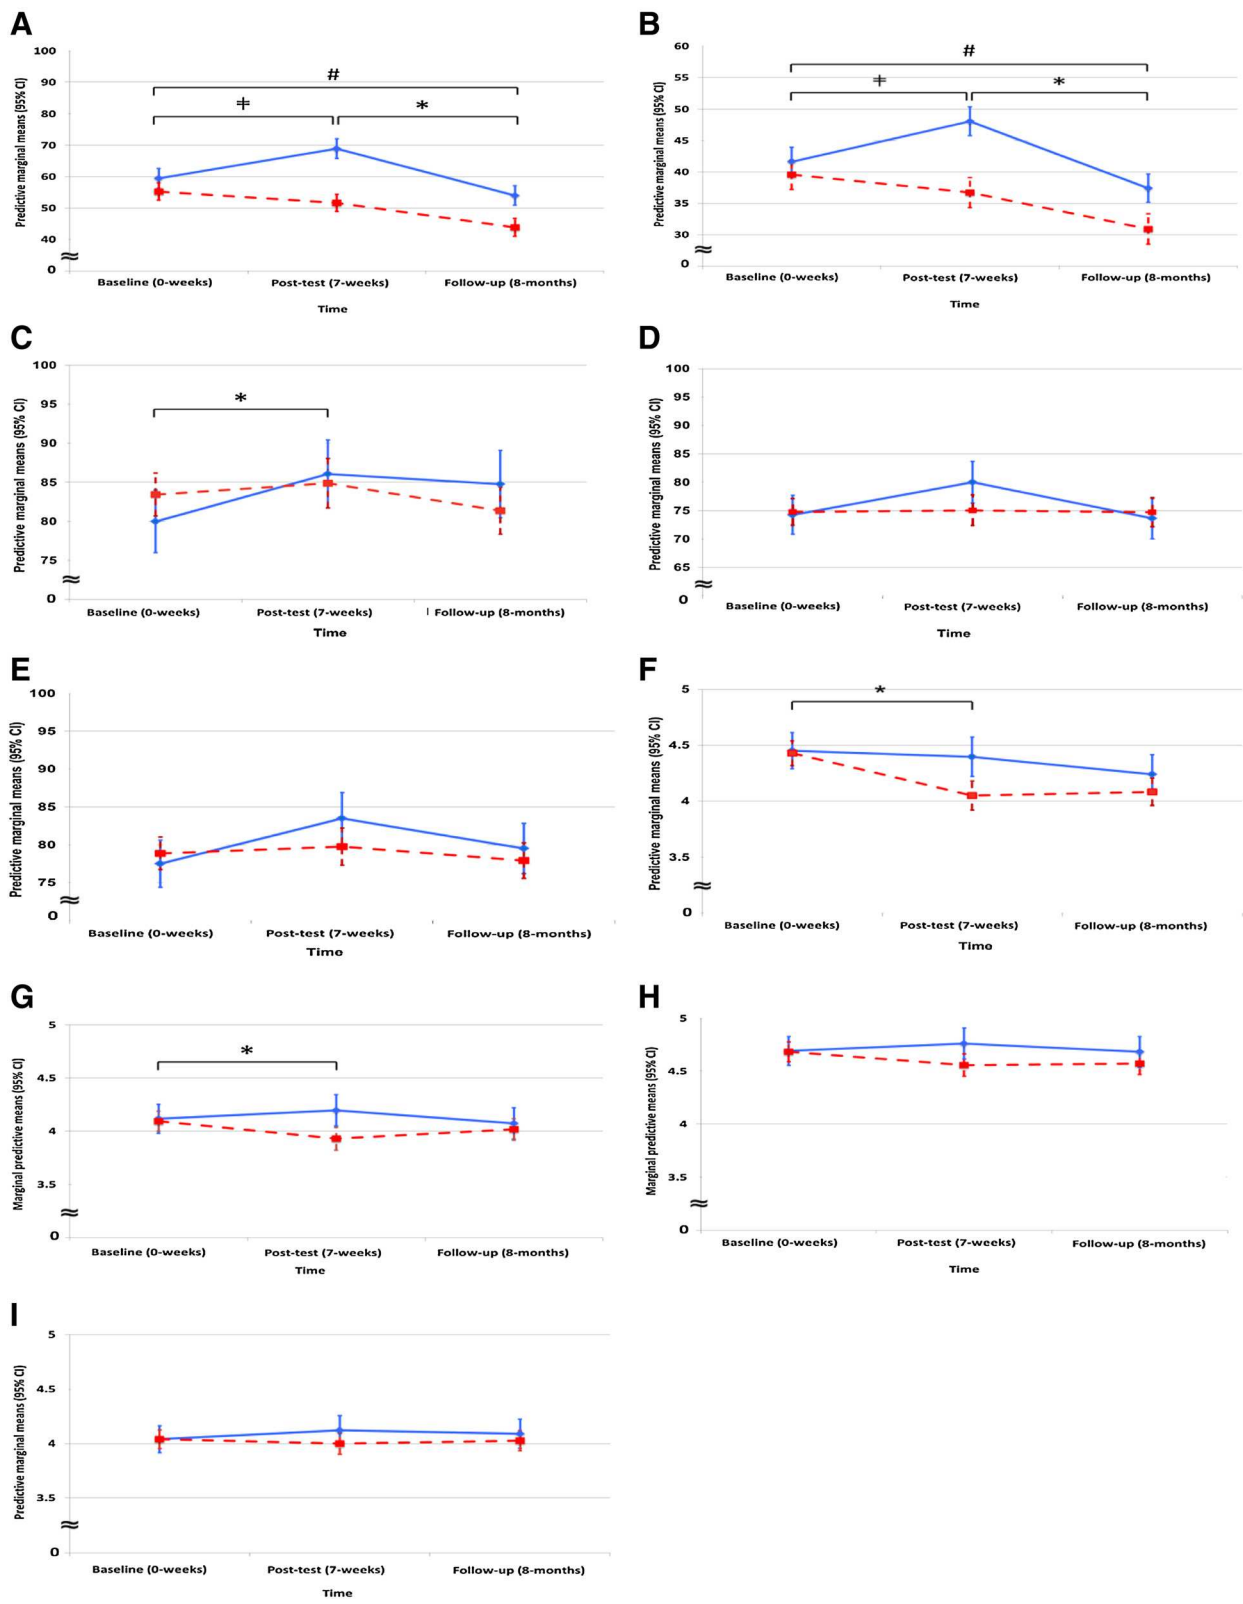 A
Predictive marginal means (95% CI)
100
90
80
70
60
50
40
≈
0
#
ǂ *
Baseline (0-weeks) Post-test (7-weeks) Follow-up (8-months)
Time
B
Predictive marginal means (95% CI)
60
55
50
45
40
35
30
≈
0
#
ǂ *
Baseline (0-weeks) Post-test (7-weeks) Follow-up (8-months)
Time
C
Predictive marginal means (95% CI)
100
95
90
85
80
75
≈
0
*
Baseline (0-weeks) Post-test (7-weeks) Follow-up (8-months)
Time
D
Predictive marginal means (95% CI)
100
95
90
85
80
75
70
65
≈
0
Baseline (0-weeks) Post-test (7-weeks) Follow-up (8-months)
Time
E
Predictive marginal means (95% CI)
100
95
90
85
80
75
≈
0
Baseline (0-weeks) Post-test (7-weeks) Follow-up (8-months)
Time
F
Predictive marginal means (95% CI)
5
4.5
4
3.5
≈
0
*
Baseline (0-weeks) Post-test (7-weeks) Follow-up (8-months)
Time
G
Marginal predictive means (95% CI)
5
4.5
4
3.5
≈
0
*
Baseline (0-weeks) Post-test (7-weeks) Follow-up (8-months)
Time
H
Marginal predictive means (95% CI)
5
4.5
4
3.5
≈
0
Baseline (0-weeks) Post-test (7-weeks) Follow-up (8-months)
Time
I
Predictive marginal means (95% CI)
5
4.5
4
3.5
≈
0
Baseline (0-weeks) Post-test (7-weeks) Follow-up (8-months)
Time